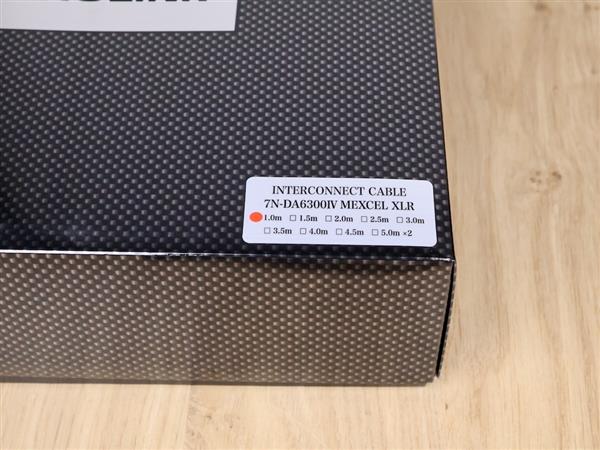 INTERCONNECT CABLE
7N-DA6300IV MEXCEL XLR
1.0m □ 1.5m □ 2.0m □ 2.5m □ 3.0m
□ 3.5m □ 4.0m □ 4.5m □ 5.0m ×2